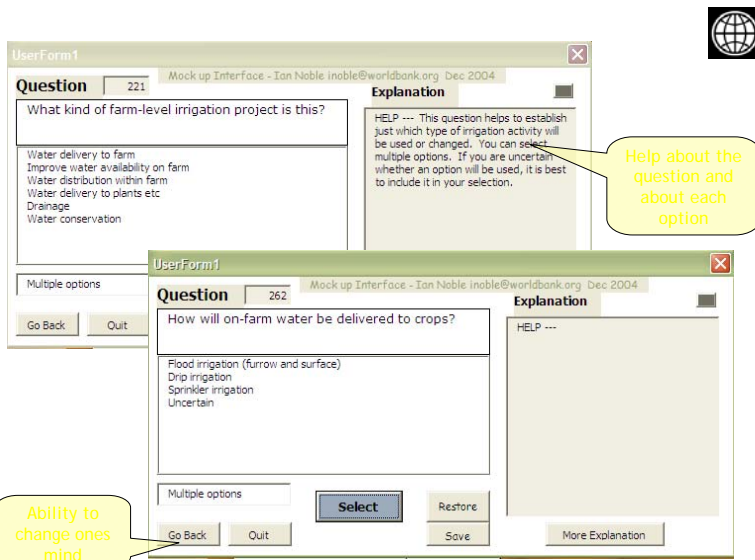 UserForm1
Mock up Interface - Ian Noble inoble@worldbank.org Dec 2004
Question 221
Explanation
What kind of farm-level irrigation project is this?
HELP --- This question helps to establish
just which type of irrigation activity will
be used or changed. You can select
multiple options. If you are uncertain
whether an option will be used, it is best
to include it in your selection.
Water delivery to farm
Improve water availability on farm
Water distribution within farm
Water delivery to plants etc
Drainage
Water conservation
Multiple options
Go Back
Quit
Help about the
question and
about each
option
UserForm1
Mock up Interface - Ian Noble inoble@worldbank.org Dec 2004
Question 262
Explanation
How will on-farm water be delivered to crops?
HELP ---
Flood irrigation (furrow and surface)
Drip irrigation
Sprinkler irrigation
Uncertain
Multiple options
Select
Restore
Go Back
Quit
Save
More Explanation
Ability to
change ones
mind